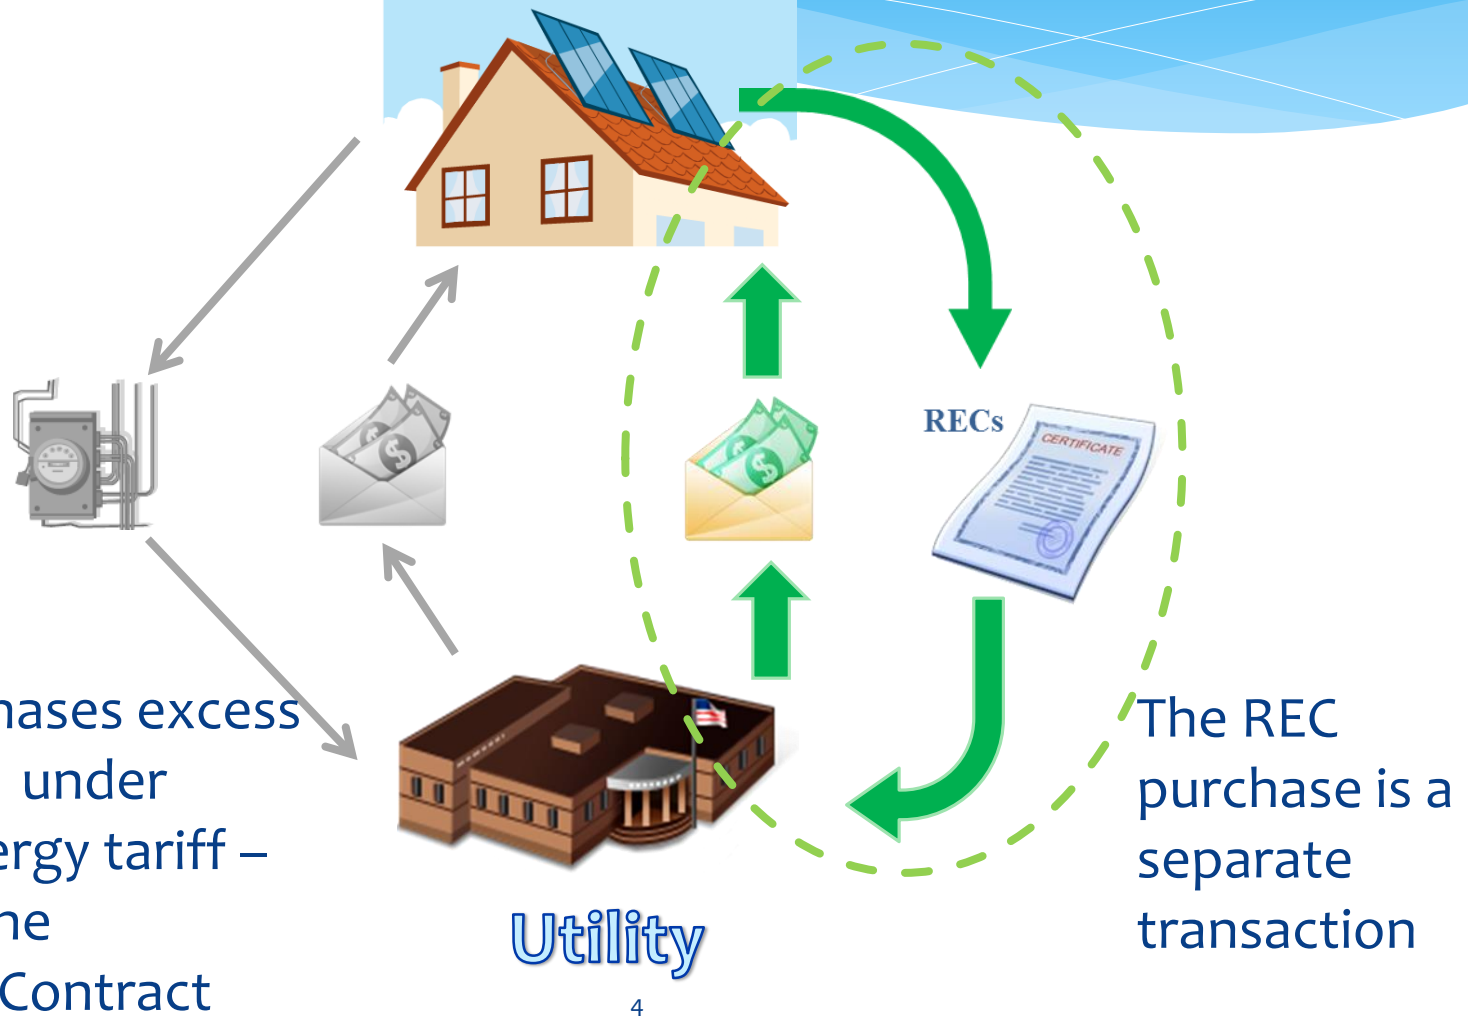 RECs
CERTIFICATE
hases excess
under
ergy tariff –
ne
Contract
The REC
purchase is a
separate
transaction
Utility
4